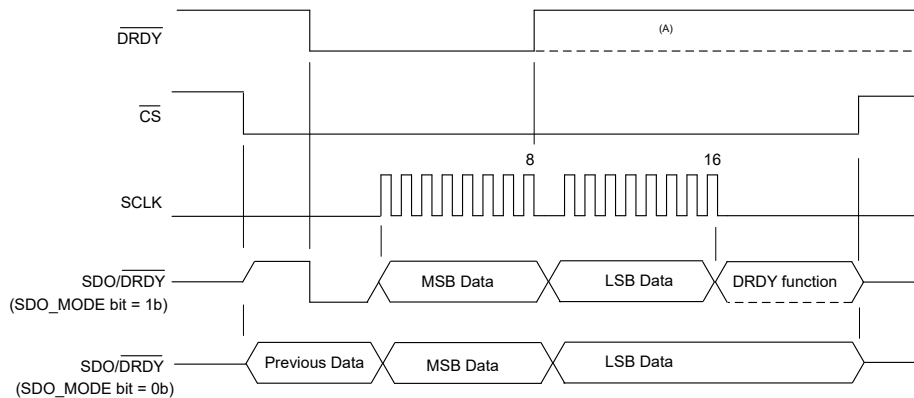 DRDY
(A)
CS
8
16
SCLK
SDO/DRDY
(SDO_MODE bit = 1b)
MSB Data
LSB Data
DRDY function
SDO/DRDY
(SDO_MODE bit = 0b)
Previous Data
MSB Data
LSB Data